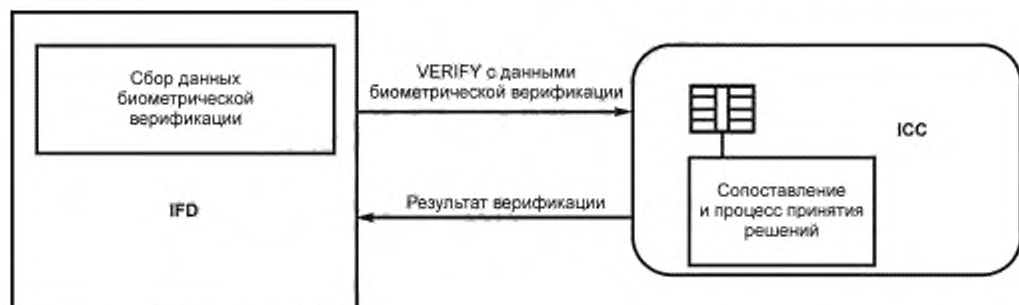 Сбор данных
биометрической
верификации
IFD
VERIFY с данными
биометрической верификации
Результат верификации
ICC
Сопоставление
и процесс принятия
решений